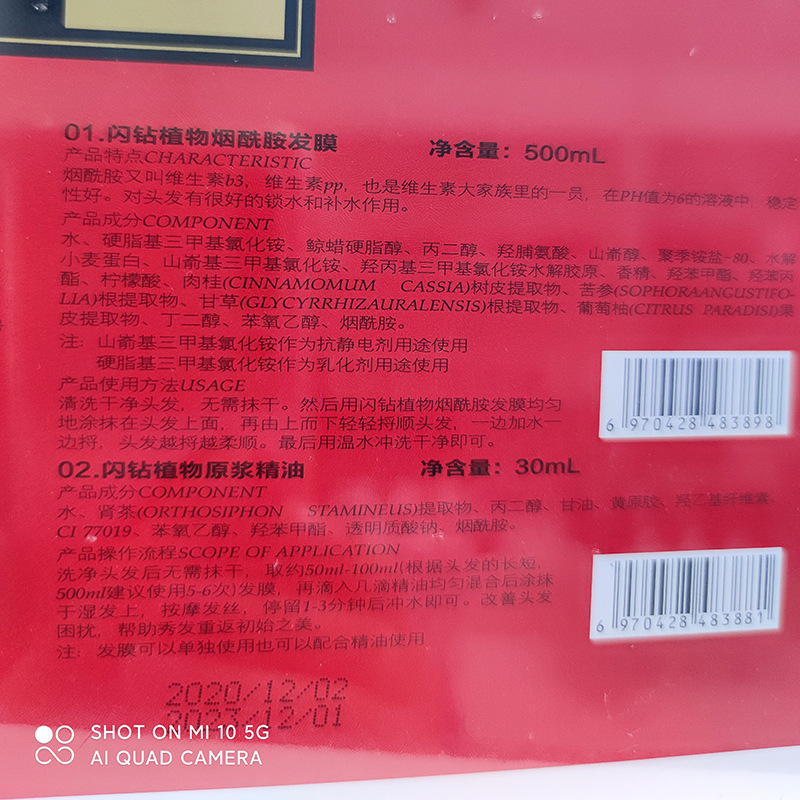 01.闪钻植物烟酰胺发膜 净含量：500mL
产品特点CHARACTERISTIC
烟酰胺又叫维生素b3，维生素pp，也是维生素大家族里的一员，在PH值为6的溶液中，稳定
性好。对头发有很好的锁水和补水作用。
产品成分COMPONENT
水、硬脂基三甲基氯化铵、鲸蜡硬脂醇、丙二醇、羟脯氨酸、山嵛醇、聚季铵盐-80、水解
小麦蛋白、山嵛基三甲基氯化铵、羟丙基三甲基氯化铵水解胶原、香精、羟苯甲酯、羟苯丙
酯、柠檬酸、肉桂(CINNAMOMUM CASSIA)树皮提取物、苦参(SOPHORAANGUSTIFO-
LIA)根提取物、甘草(GLYCYRRHIZAURALENSIS)根提取物、葡萄柚(CITRUS PARADISI)果
皮提取物、丁二醇、苯氧乙醇、烟酰胺。
注：山嵛基三甲基氯化铵作为抗静电剂用途使用
硬脂基三甲基氯化铵作为乳化剂用途使用
产品使用方法USAGE
清洗干净头发，无需抹干。然后用闪钻植物烟酰胺发膜均匀
地涂抹在头发上面，再由上而下轻轻捋顺头发，一边加水一
边捋，头发越捋越柔顺。最后用温水冲洗干净即可。
6 970428 483898
02.闪钻植物原浆精油 净含量：30mL
产品成分COMPONENT
水、肾茶(ORTHOSIPHON STAMINEUS)提取物、丙二醇、甘油、黄原胶、羟乙基纤维素、
CI 77019、苯氧乙醇、羟苯甲酯、透明质酸钠、烟酰胺。
产品操作流程SCOPE OF APPLICATION
洗净头发后无需抹干，取约50ml-100ml(根据头发的长短，
500ml建议使用5-6次)发膜，再滴入几滴精油均匀混合后涂抹
于湿发上，按摩发丝，停留1-3分钟后冲水即可。改善头发
困扰，帮助秀发重返初始之美。
注：发膜可以单独使用也可以配合精油使用
6 970428 483881
2020/12/02
2023/12/01
SHOT ON MI 10 5G
AI QUAD CAMERA